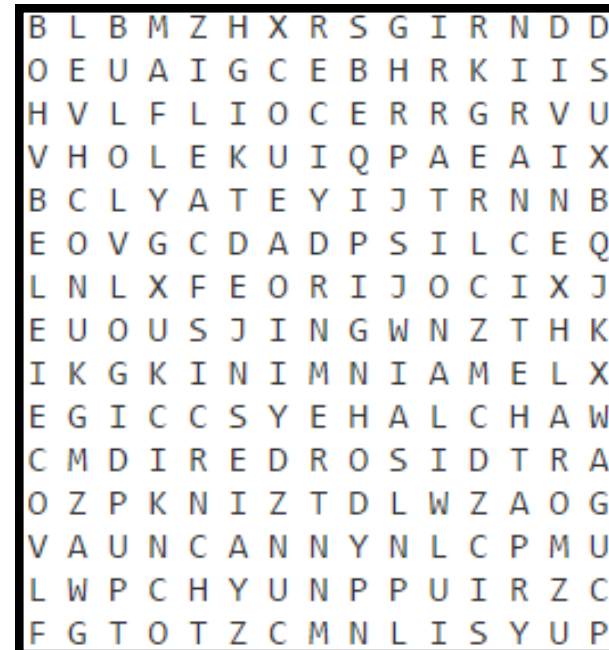 B L B M Z H X R S G I R N D D
O E U A I G C E B H R K I I S
H V L F L I O C E R R G R V U
V H O L E K U I Q P A E A I X
B C L Y A T E Y I J T R N N B
E O V G C D A D P S I L C E Q
L N L X F E O R I J O C I X J
E U O U S J I N G W N Z T H K
I K G K I N I M N I A M E L X
E G I C C S Y E H A L C H A W
C M D I R E D R O S I D T R A
O Z P K N I Z T D L W Z A O G
V A U N C A N N Y N L C P M U
L W P C H Y U N P P U I R Z C
F G T O T Z C M N L I S Y U P